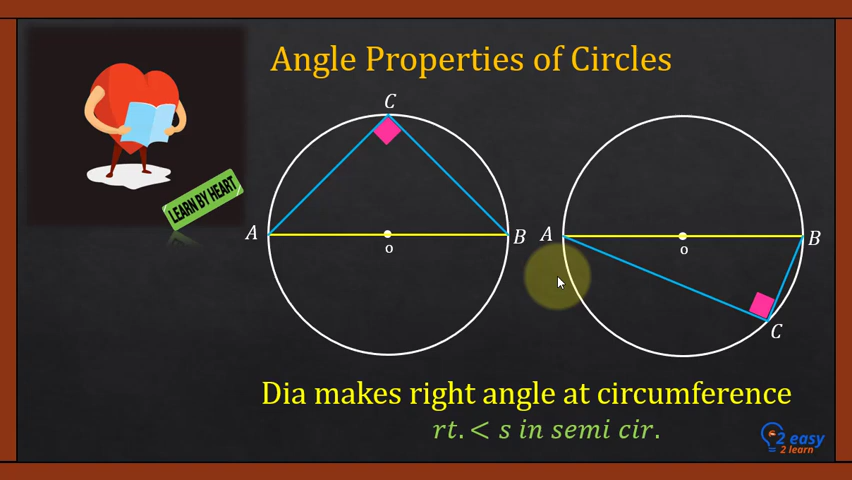 Angle Properties of Circles
LEARN BY HEART
C
A
B
o
A
B
o
C
Dia makes right angle at circumference
rt. < s in semi cir.
2 easy
2 learn